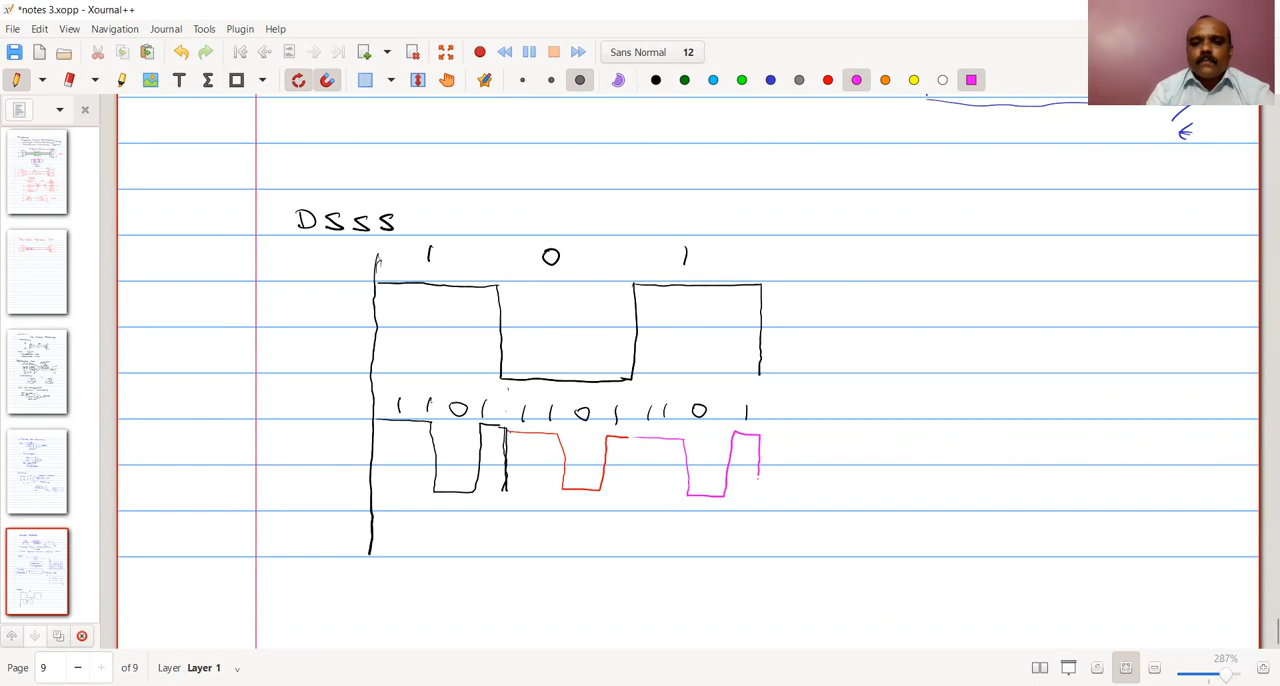 *notes 3.xopp - Xournal++
File Edit View Navigation Journal Tools Plugin Help
Sans Normal 12
DSSS
1 0 1
1 1 0 1 1 1 0 1 1 1 0 1
Page 9 of 9 Layer Layer 1
287%